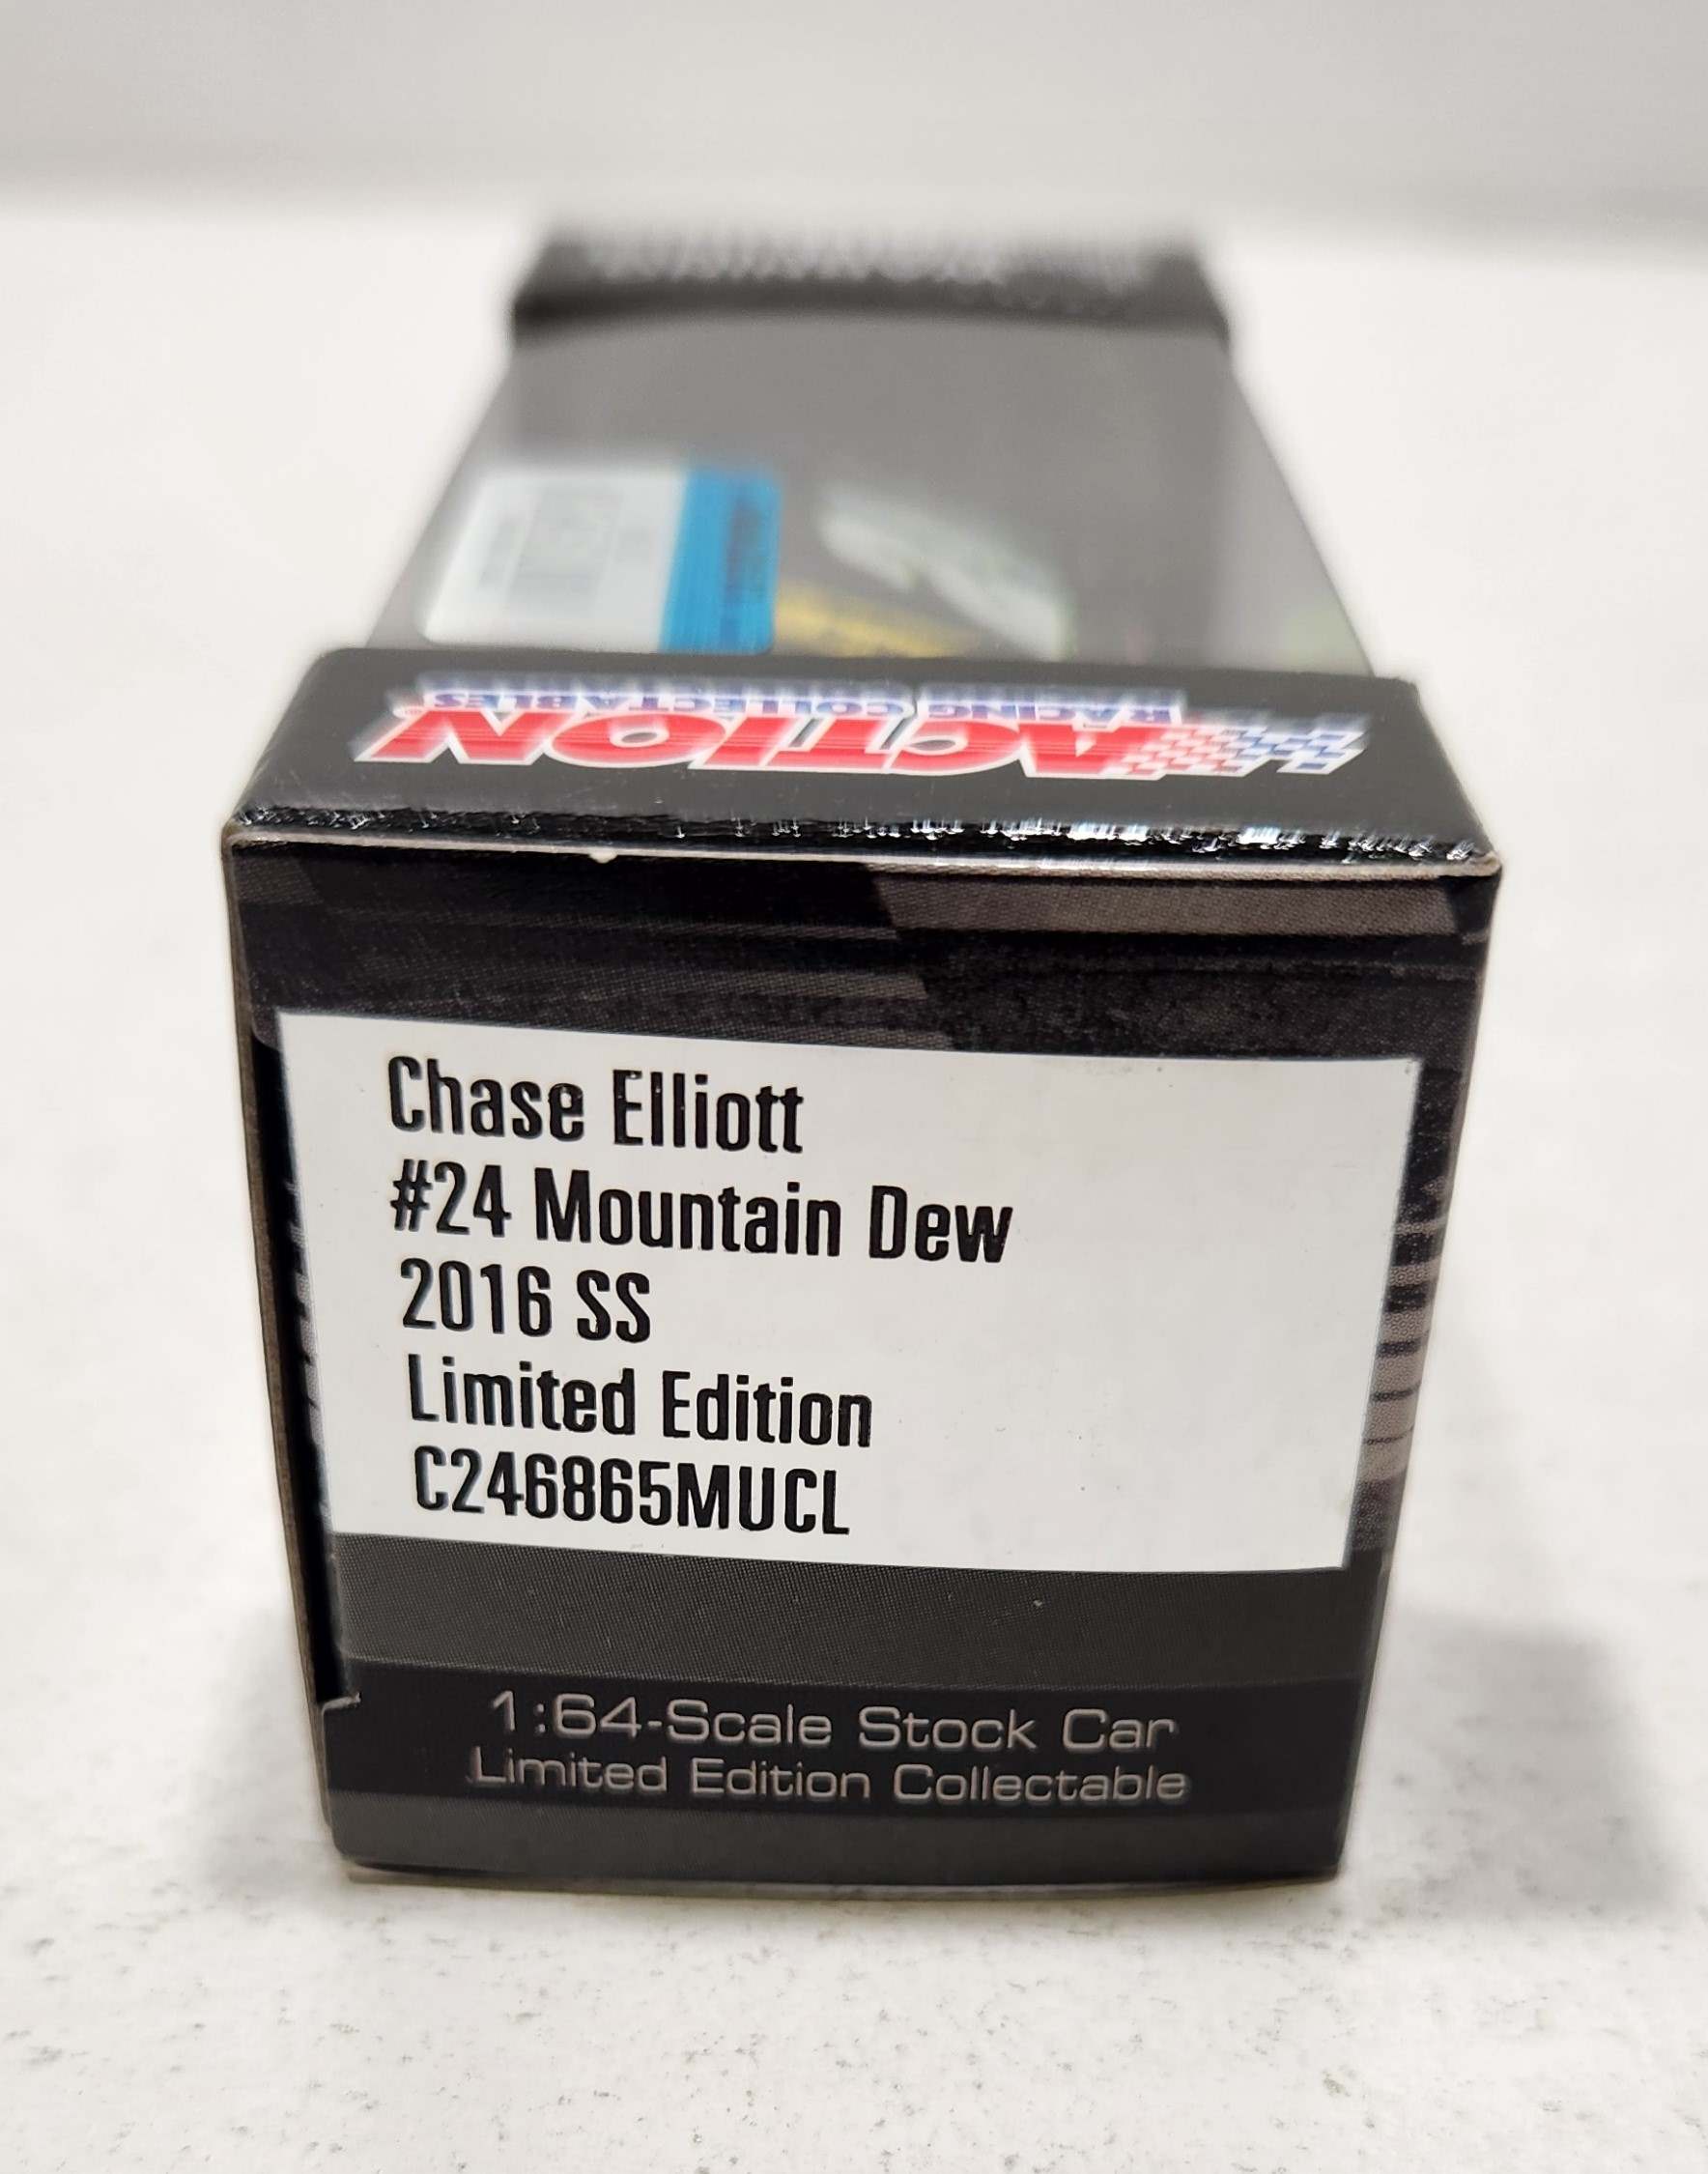 ACTION
RACING COLLECTABLES
Chase Elliott
#24 Mountain Dew
2016 SS
Limited Edition
C246865MUCL
1:64-Scale Stock Car
Limited Edition Collectable